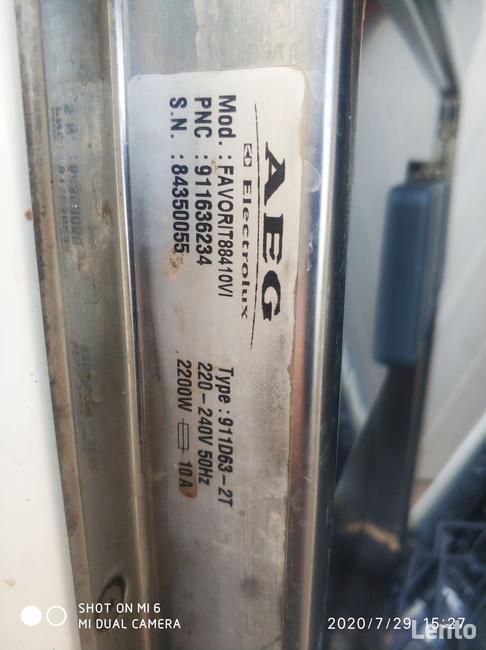 AEG
Electrolux
Mod. : FAVORIT88410VI
PNC : 911636234
S.N. : 84350055
Type : 911D63-2T
220-240V 50Hz
2200W 10 A
SHOT ON MI 6
MI DUAL CAMERA
2020/7/29 15:27
Lento